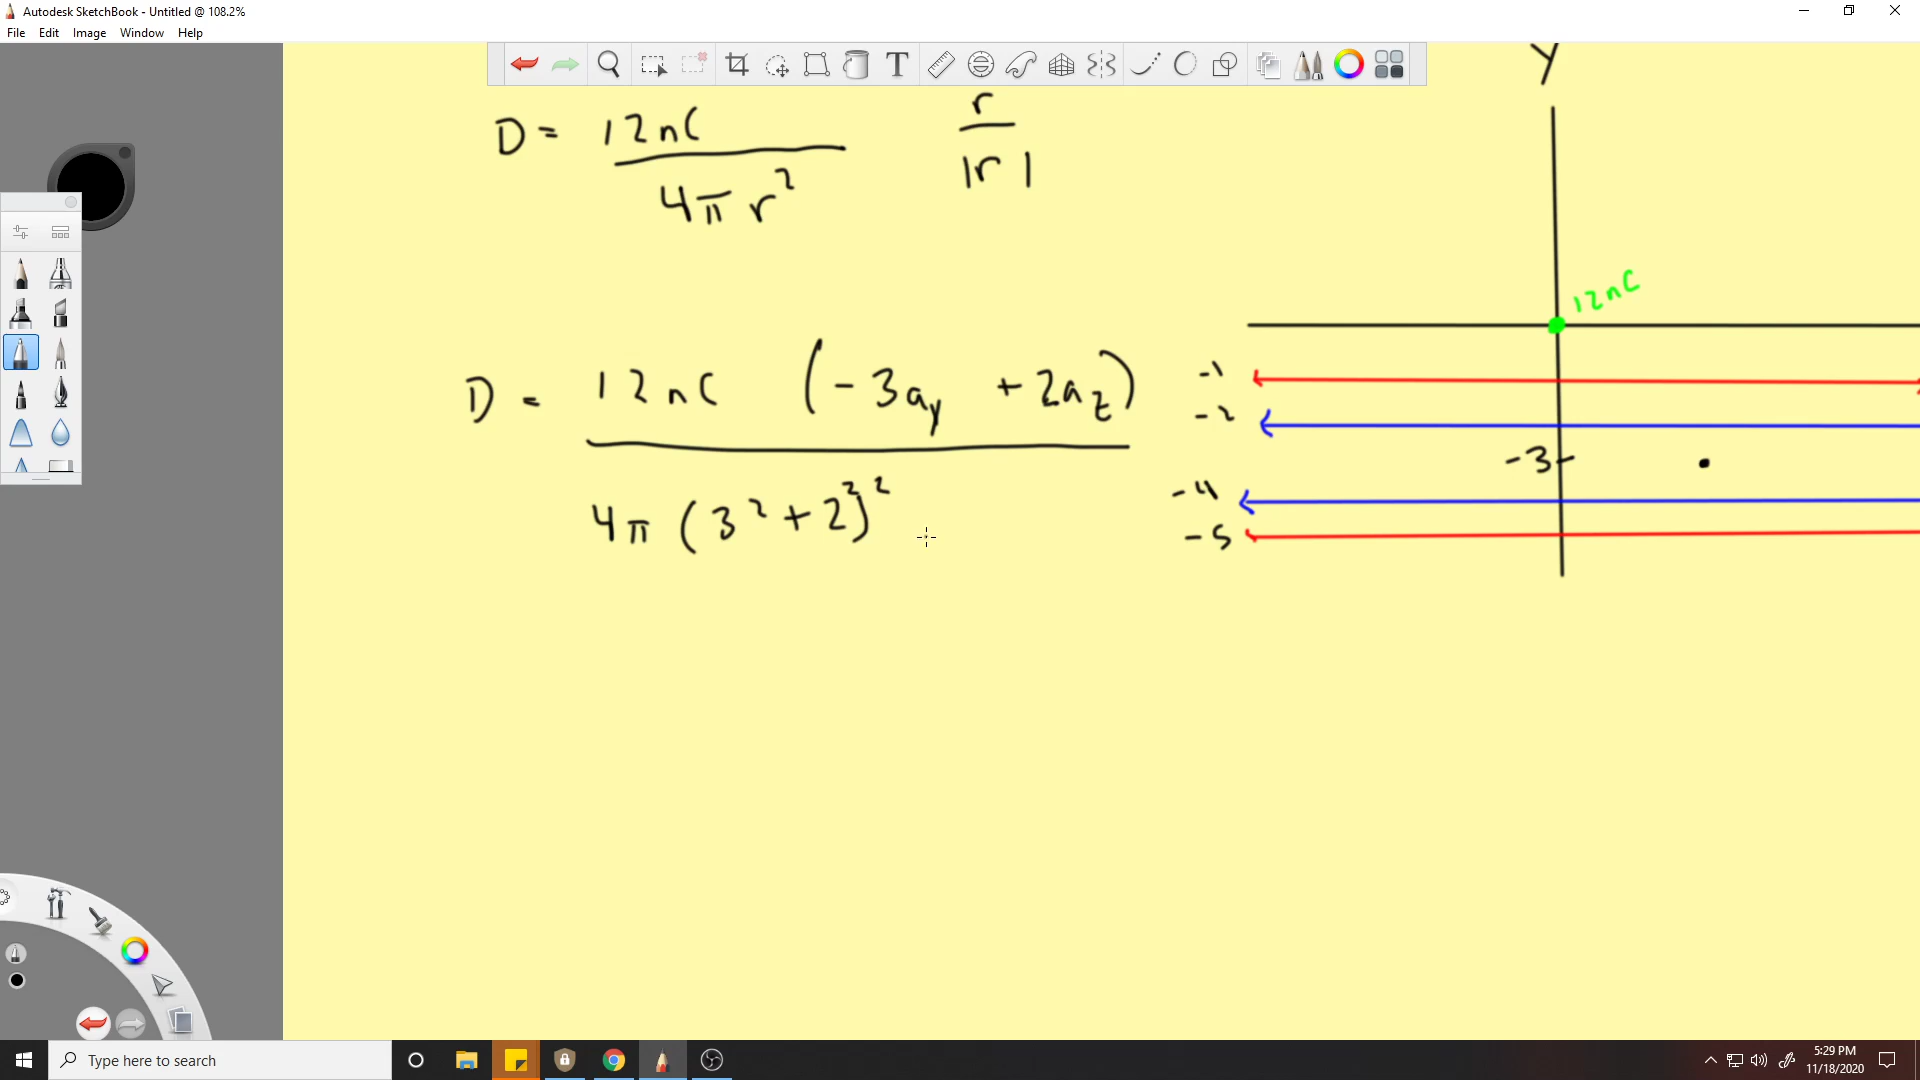 Autodesk SketchBook - Untitled @ 108.2%
File Edit Image Window Help
T
D = 12nC
4π r²
r
|r|
D = 12nC (-3a_y + 2a_z)
4π (3² + 2²)²
Y
12nC
-1
-2
-3-
-4
-5
Type here to search
5:29 PM
11/18/2020